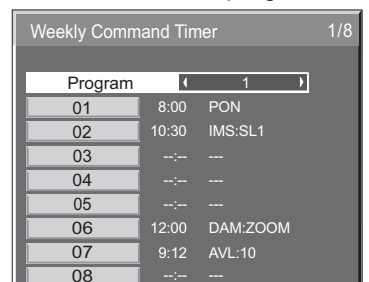 Weekly Command Timer 1/8
Program 1
01 8:00 PON
02 10:30 IMS:SL1
03 --:-- ---
04 --:-- ---
05 --:-- ---
06 12:00 DAM:ZOOM
07 9:12 AVL:10
08 --:-- ---